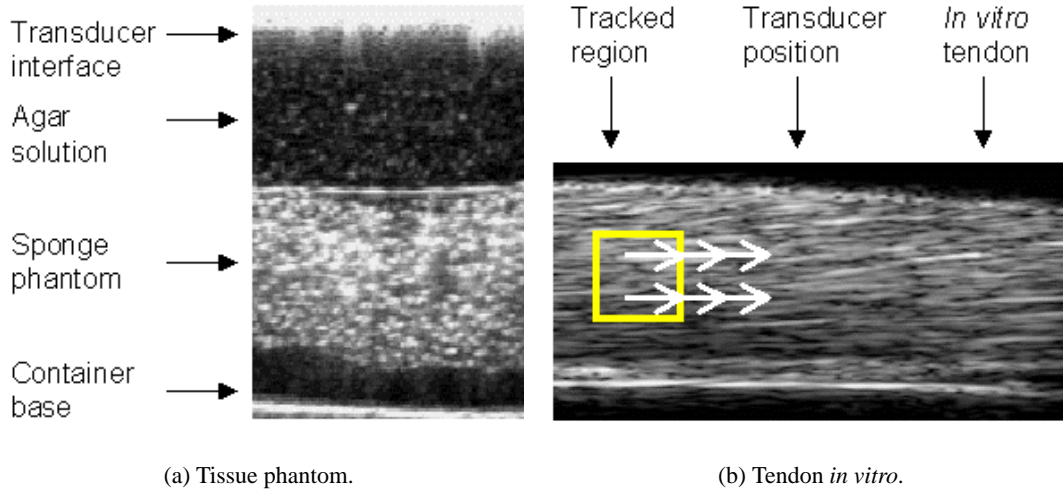 Transducer
interface
Agar
solution
Sponge
phantom
Container
base
Tracked
region
Transducer
position
In vitro
tendon
(a) Tissue phantom.
(b) Tendon in vitro.